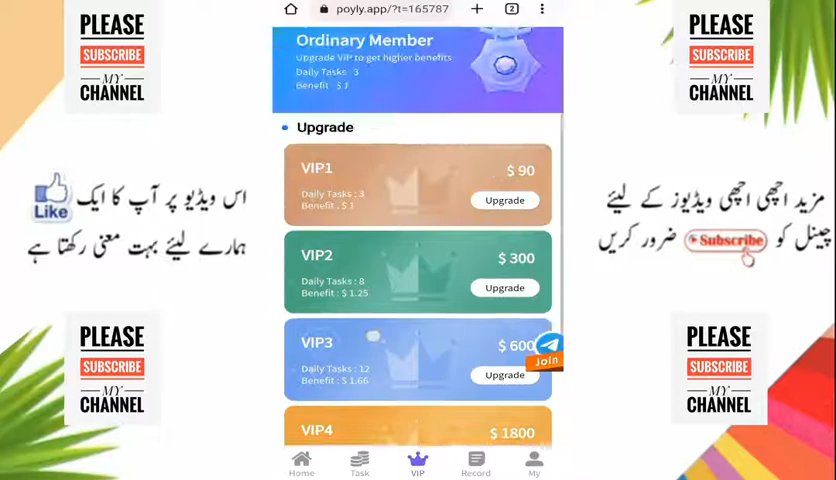 PLEASE
SUBSCRIBE
MY
CHANNEL
poyly.app/?t=165787
2
PLEASE
SUBSCRIBE
MY
CHANNEL
Ordinary Member
Upgrade VIP to get higher benefits
Daily Tasks : 3
Benefit : $ 1
Upgrade
VIP1
$ 90
Daily Tasks : 3
Benefit : $ 1
Upgrade
اس ویڈیو پر آپ کا ایک Like
ہمارے لیئے بہت معنی رکھتا ہے
مزید اچھی اچھی ویڈیوز کے لیئے
چینل کو Subscribe ضرور کریں
VIP2
$ 300
Daily Tasks : 8
Benefit : $ 1.25
Upgrade
VIP3
$ 600
Daily Tasks : 12
Benefit : $ 1.66
Upgrade
Join
PLEASE
SUBSCRIBE
MY
CHANNEL
PLEASE
SUBSCRIBE
MY
CHANNEL
VIP4
$ 1800
Home
Task
VIP
Record
My